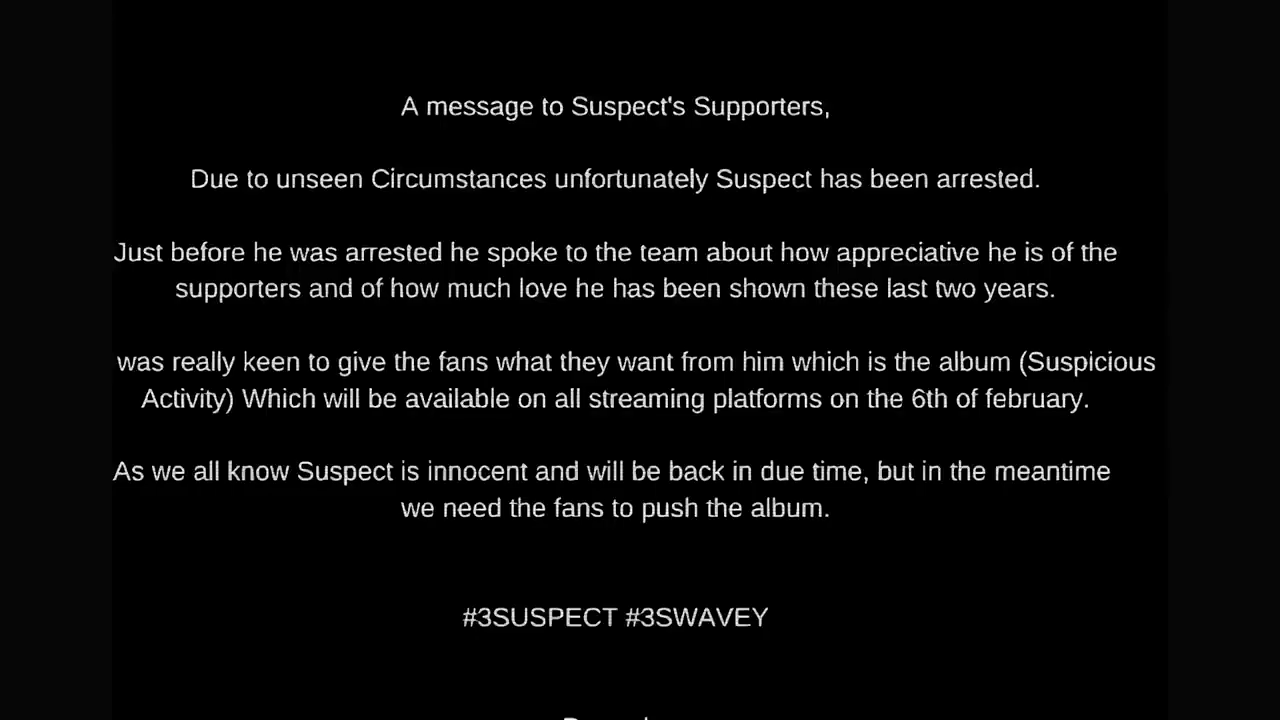 A message to Suspect's Supporters,
Due to unseen Circumstances unfortunately Suspect has been arrested.
Just before he was arrested he spoke to the team about how appreciative he is of the
supporters and of how much love he has been shown these last two years.
was really keen to give the fans what they want from him which is the album (Suspicious
Activity) Which will be available on all streaming platforms on the 6th of february.
As we all know Suspect is innocent and will be back in due time, but in the meantime
we need the fans to push the album.
#3SUSPECT #3SWAVEY